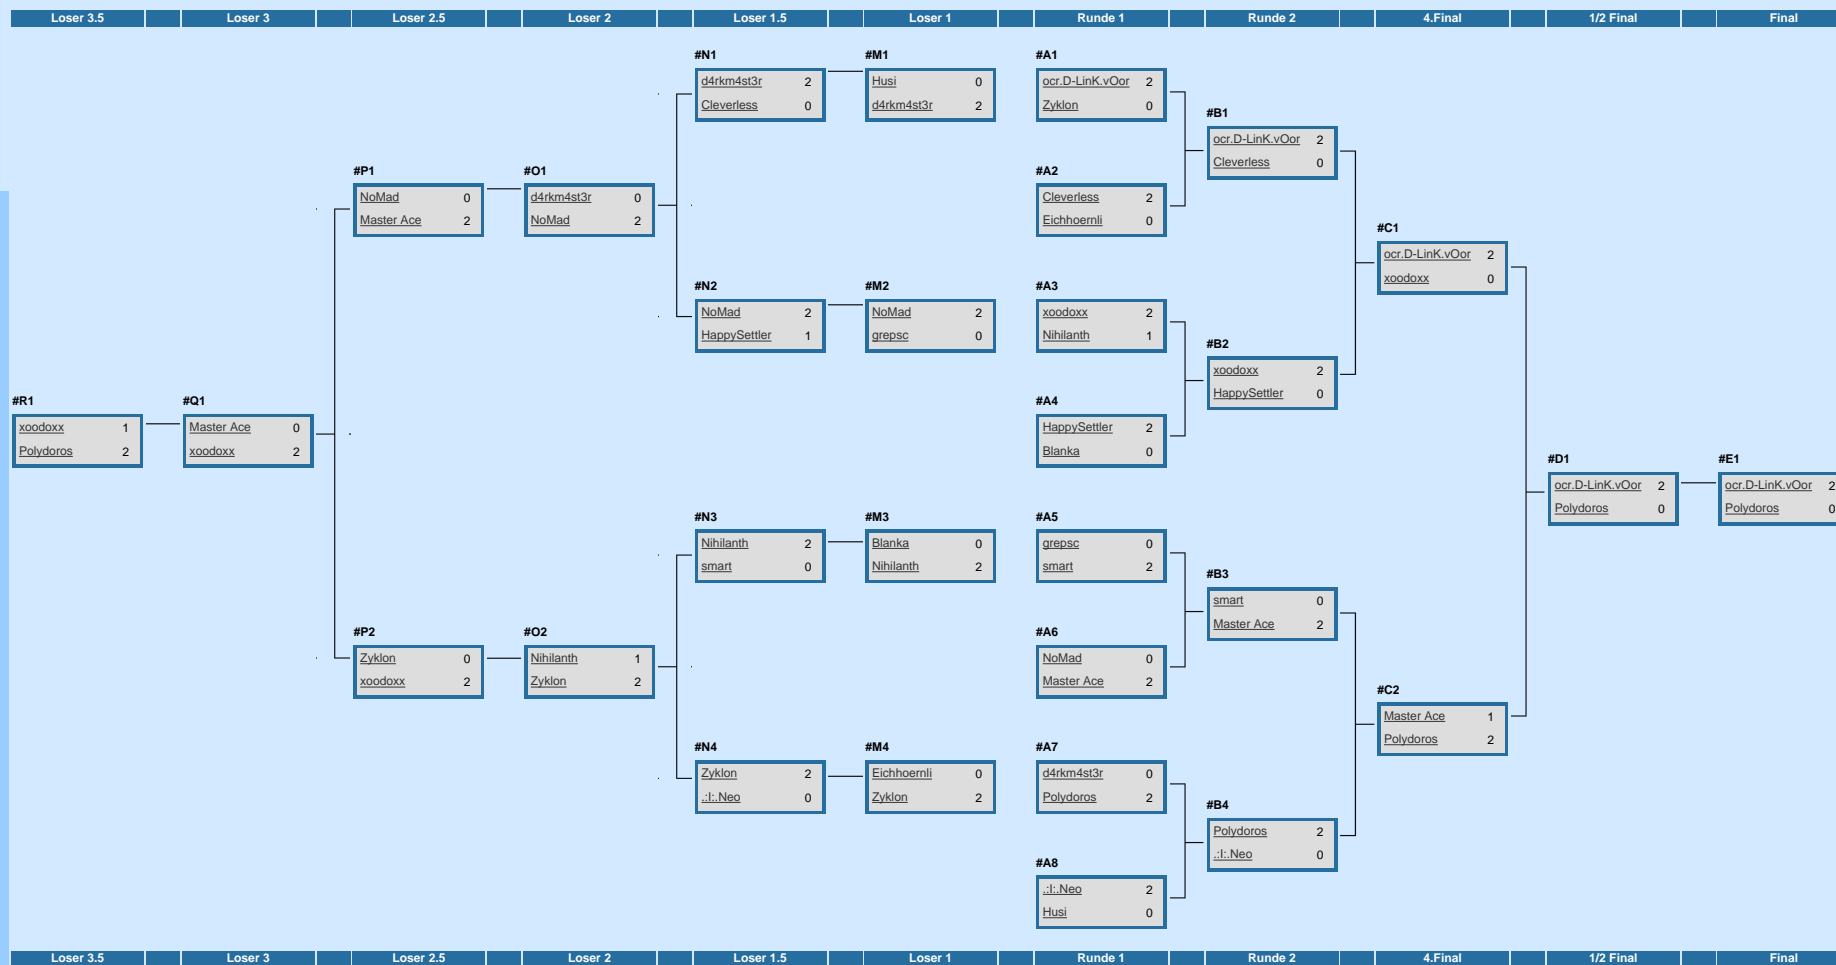 Loser 3.5 Loser 3 Loser 2.5 Loser 2 Loser 1.5 Loser 1 Runde 1 Runde 2 4.Final 1/2 Final Final
#R1
xoodoxx 1
Polydoros 2
#Q1
Master Ace 0
xoodoxx 2
#P1
NoMad 0
Master Ace 2
#P2
Zyklon 0
xoodoxx 2
#O1
d4rkm4st3r 0
NoMad 2
#O2
Nihilanth 1
Zyklon 2
#N1
d4rkm4st3r 2
Cleverless 0
#N2
NoMad 2
HappySettler 1
#N3
Nihilanth 2
smart 0
#N4
Zyklon 2
.:I:.Neo 0
#M1
Husi 0
d4rkm4st3r 2
#M2
NoMad 2
grepsc 0
#M3
Blanka 0
Nihilanth 2
#M4
Eichhoernli 0
Zyklon 2
#A1
ocr.D-LinK.vOor 2
Zyklon 0
#A2
Cleverless 2
Eichhoernli 0
#A3
xoodoxx 2
Nihilanth 1
#A4
HappySettler 2
Blanka 0
#A5
grepsc 0
smart 2
#A6
NoMad 0
Master Ace 2
#A7
d4rkm4st3r 0
Polydoros 2
#A8
.:I:.Neo 2
Husi 0
#B1
ocr.D-LinK.vOor 2
Cleverless 0
#B2
xoodoxx 2
HappySettler 0
#B3
smart 0
Master Ace 2
#B4
Polydoros 2
.:I:.Neo 0
#C1
ocr.D-LinK.vOor 2
xoodoxx 0
#C2
Master Ace 1
Polydoros 2
#D1
ocr.D-LinK.vOor 2
Polydoros 0
#E1
ocr.D-LinK.vOor 2
Polydoros 0
Loser 3.5 Loser 3 Loser 2.5 Loser 2 Loser 1.5 Loser 1 Runde 1 Runde 2 4.Final 1/2 Final Final